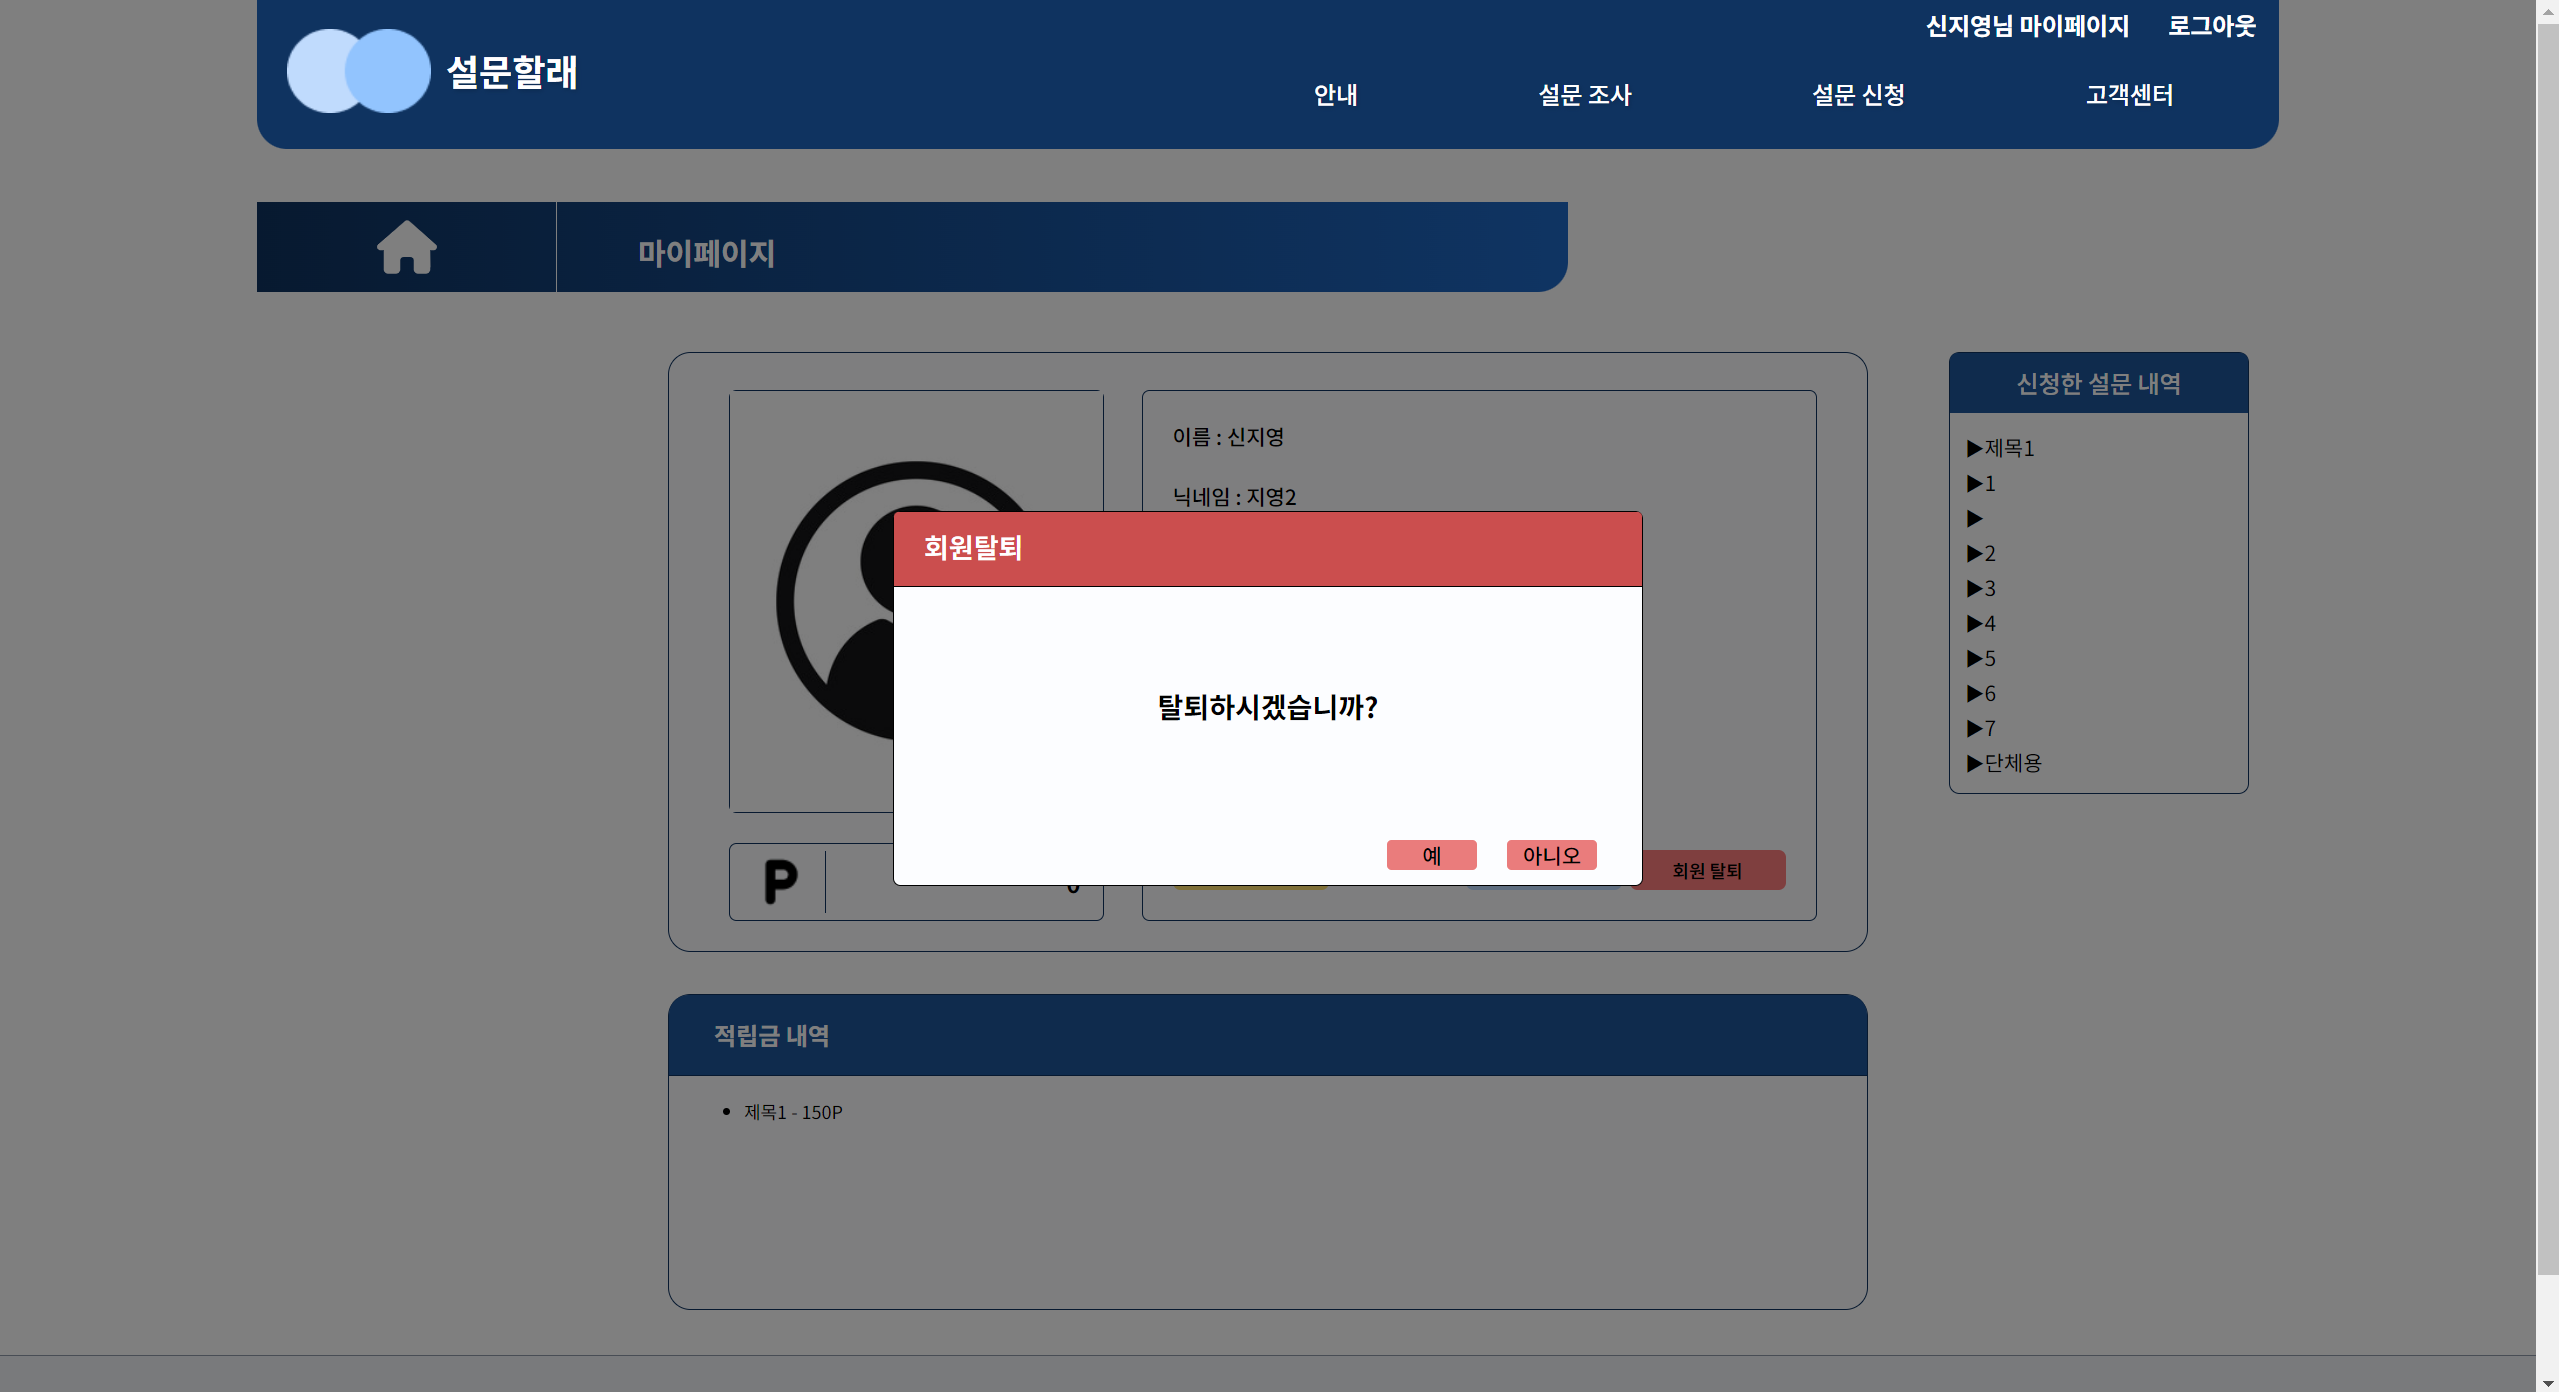 신지영님 마이페이지 로그아웃
설문할래
안내 설문 조사 설문 신청 고객센터
마이페이지
이름 : 신지영
닉네임 : 지영2
회원탈퇴
탈퇴하시겠습니까?
예 아니오
P
0
회원 탈퇴
신청한 설문 내역
▶제목1
▶1
▶
▶2
▶3
▶4
▶5
▶6
▶7
▶단체용
적립금 내역
• 제목1 - 150P